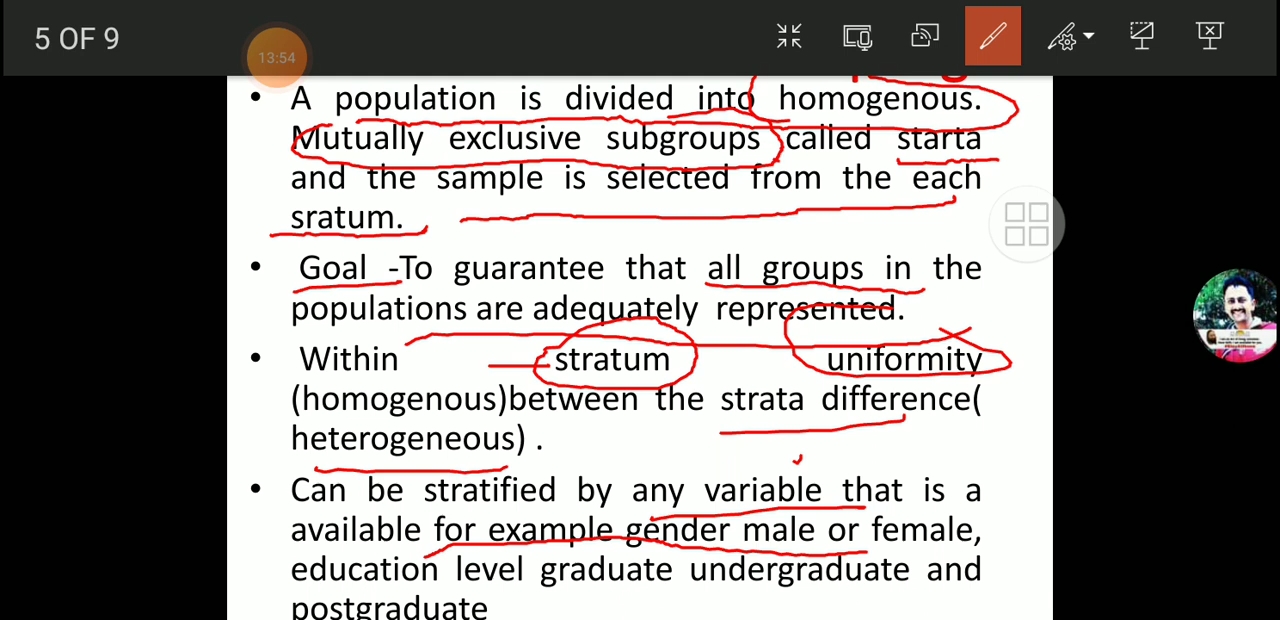 5 OF 9
13:54
• A population is divided into homogenous.
Mutually exclusive subgroups called starta
and the sample is selected from the each
sratum.
• Goal -To guarantee that all groups in the
populations are adequately represented.
• Within stratum uniformity
(homogenous)between the strata difference(
heterogeneous) .
• Can be stratified by any variable that is a
available for example gender male or female,
education level graduate undergraduate and
postgraduate